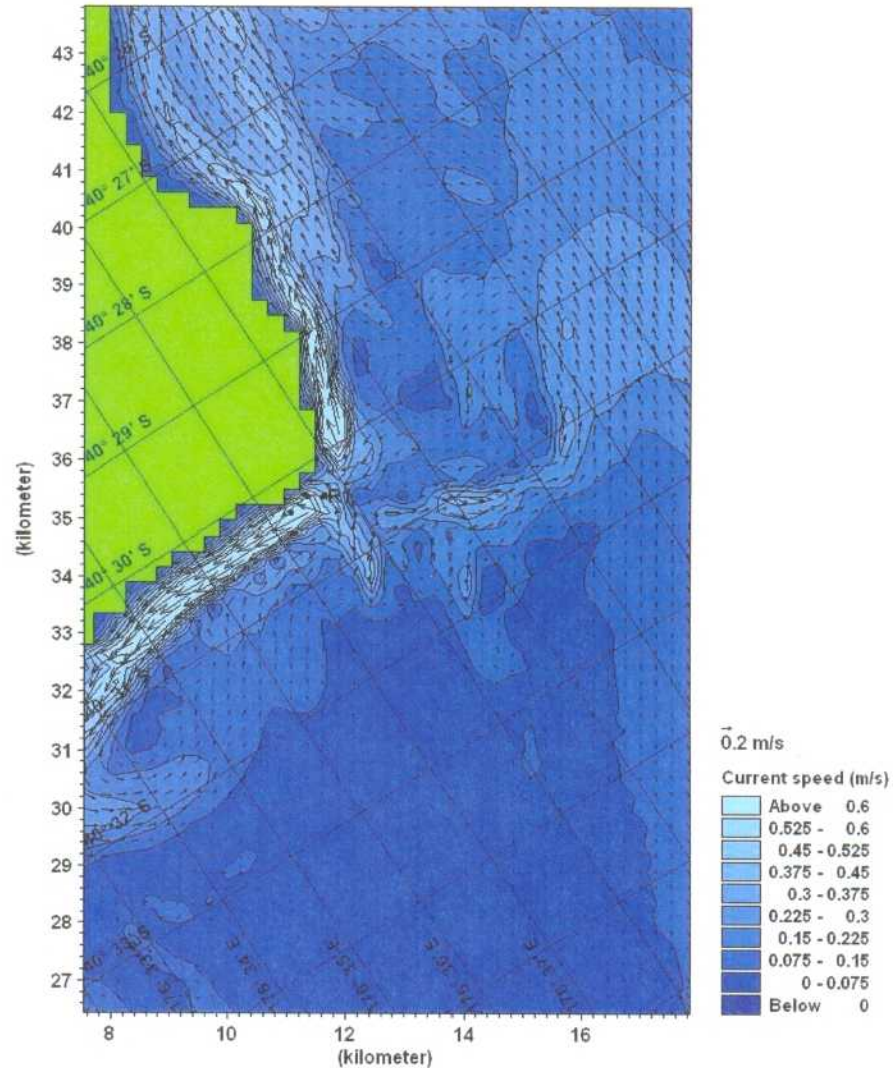 43
42
41
40
39
38
37
36
35
34
33
32
31
30
29
28
27
(kilometer)
8
10
12
14
16
(kilometer)
40° 27' S
40° 28' S
40° 29' S
40° 30' S
176° 33' E
0.2 m/s
Current speed (m/s)
Above 0.6
0.525 - 0.6
0.45 - 0.525
0.375 - 0.45
0.3 - 0.375
0.225 - 0.3
0.15 - 0.225
0.075 - 0.15
0 - 0.075
Below 0